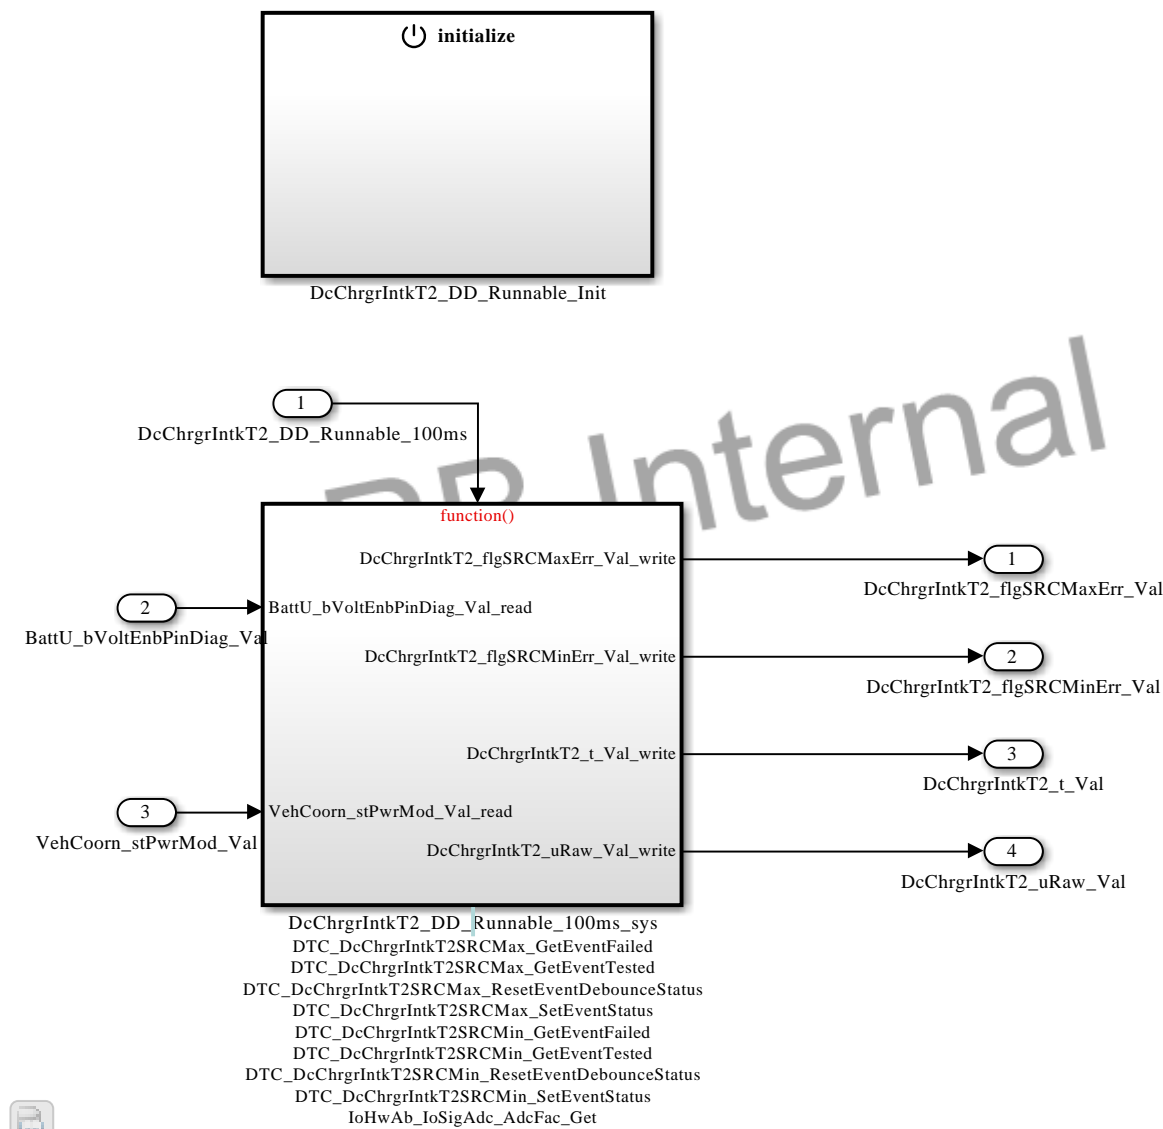 initialize
DcChrgrIntkT2_DD_Runnable_Init
1
DcChrgrIntkT2_DD_Runnable_100ms
Internal
function()
DcChrgrIntkT2_flgSRCMaxErr_Val_write
1
DcChrgrIntkT2_flgSRCMaxErr_Val
2
BattU_bVoltEnbPinDiag_Val_read
BattU_bVoltEnbPinDiag_Val
DcChrgrIntkT2_flgSRCMinErr_Val_write
2
DcChrgrIntkT2_flgSRCMinErr_Val
DcChrgrIntkT2_t_Val_write
3
DcChrgrIntkT2_t_Val
3
VehCoorn_stPwrMod_Val_read
VehCoorn_stPwrMod_Val
DcChrgrIntkT2_uRaw_Val_write
4
DcChrgrIntkT2_uRaw_Val
DcChrgrIntkT2_DD_Runnable_100ms_sys
DTC_DcChrgrIntkT2SRCMax_GetEventFailed
DTC_DcChrgrIntkT2SRCMax_GetEventTested
DTC_DcChrgrIntkT2SRCMax_ResetEventDebounceStatus
DTC_DcChrgrIntkT2SRCMax_SetEventStatus
DTC_DcChrgrIntkT2SRCMin_GetEventFailed
DTC_DcChrgrIntkT2SRCMin_GetEventTested
DTC_DcChrgrIntkT2SRCMin_ResetEventDebounceStatus
DTC_DcChrgrIntkT2SRCMin_SetEventStatus
IoHwAb_IoSigAdc_AdcFac_Get